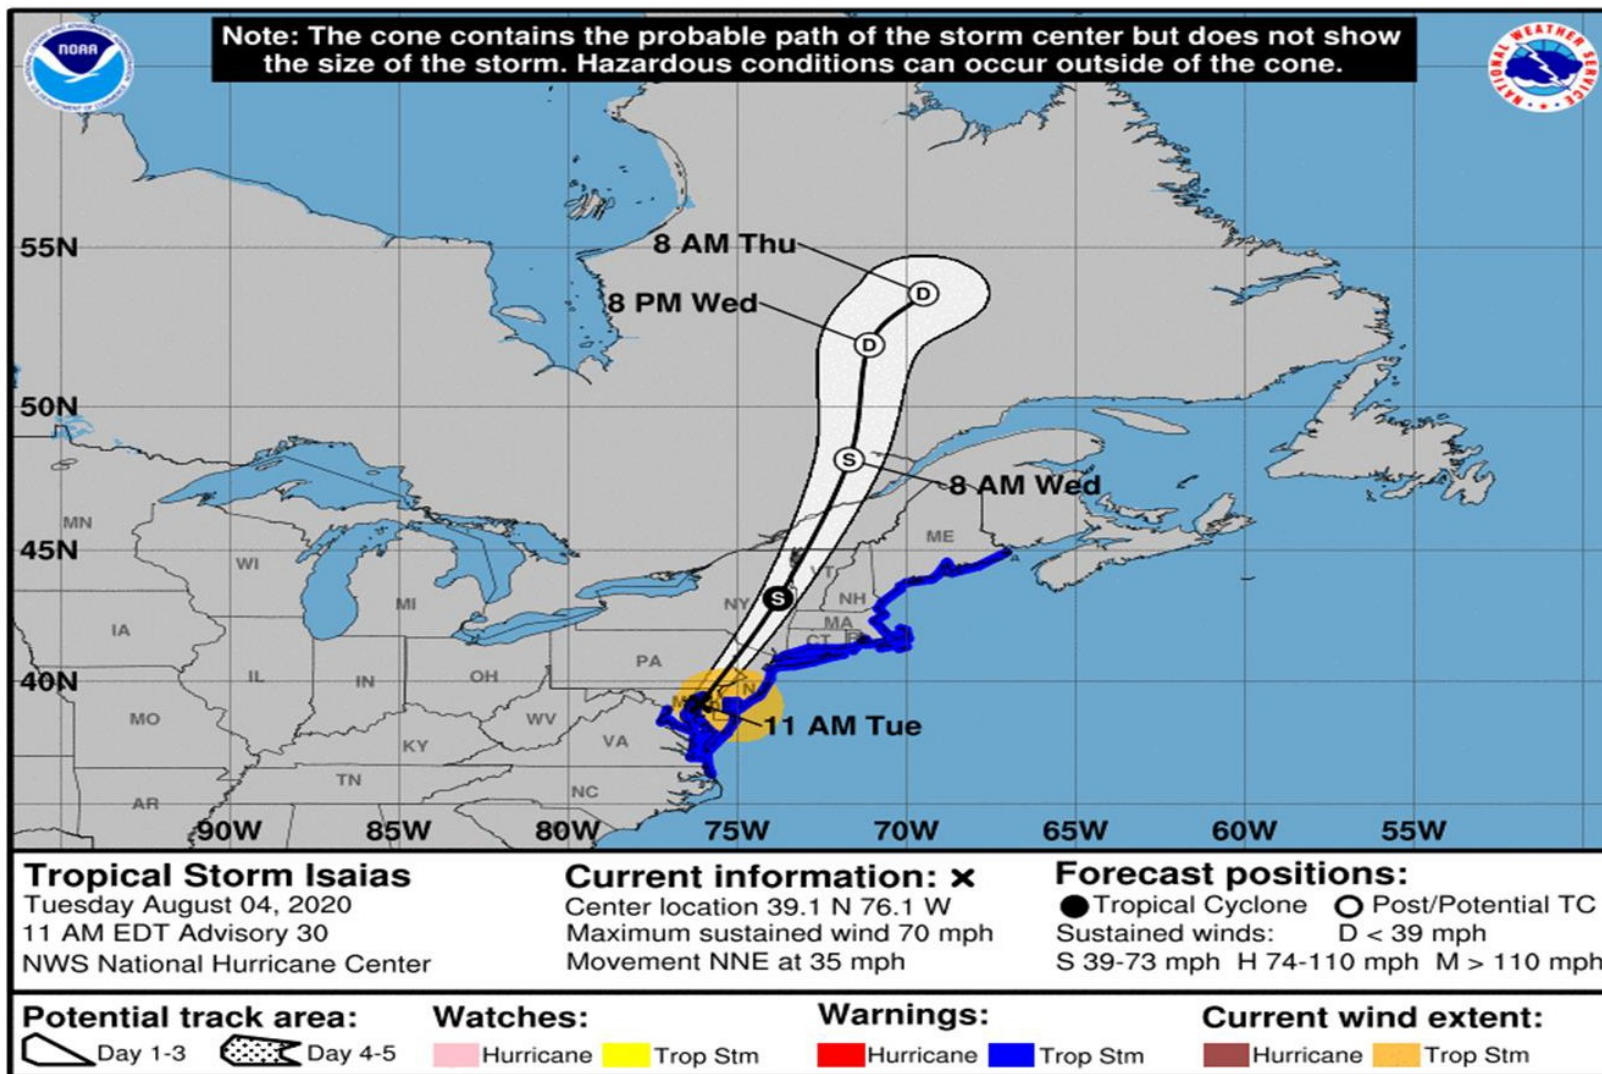 NOAA
NATIONAL WEATHER SERVICE
Note: The cone contains the probable path of the storm center but does not show
the size of the storm. Hazardous conditions can occur outside of the cone.
55N
8 AM Thu
D
8 PM Wed
D
50N
S
8 AM Wed
MN
ME
45N
WI
VT
MI
NY
S
NH
IA
MA
CT
PA
40N
IL
IN
OH
N
M
MO
WV
11 AM Tue
KY
VA
TN
NC
AR
90W 85W 80W 75W 70W 65W 60W 55W
Tropical Storm Isaias
Tuesday August 04, 2020
11 AM EDT Advisory 30
NWS National Hurricane Center
Current information: x
Center location 39.1 N 76.1 W
Maximum sustained wind 70 mph
Movement NNE at 35 mph
Forecast positions:
Tropical Cyclone Post/Potential TC
Sustained winds: D < 39 mph
S 39-73 mph H 74-110 mph M > 110 mph
Potential track area:
Day 1-3 Day 4-5
Watches:
Hurricane Trop Stm
Warnings:
Hurricane Trop Stm
Current wind extent:
Hurricane Trop Stm